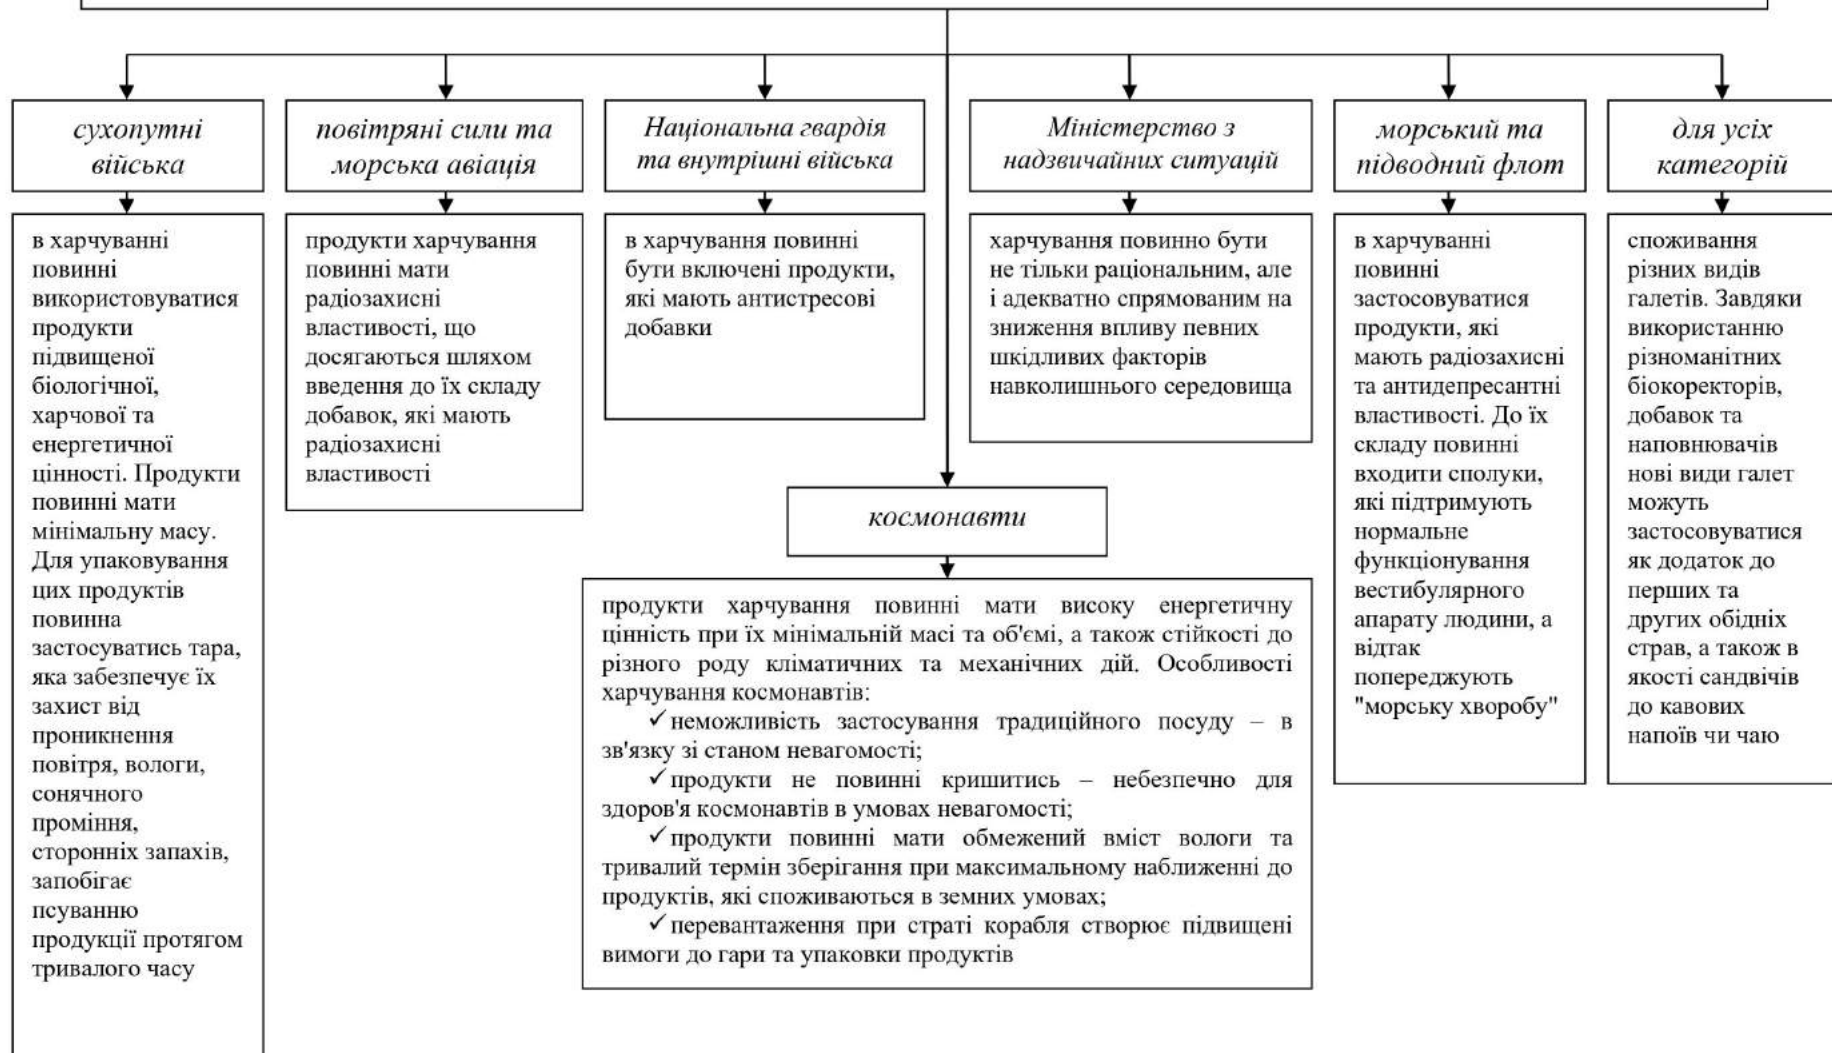 сухопутні
війська
повітряні сили та
морська авіація
Національна гвардія
та внутрішні війська
Міністерство з
надзвичайних ситуацій
морський та
підводний флот
для усіх
категорій
в харчуванні
повинні
використовуватися
продукти
підвищеної
біологічної,
харчової та
енергетичної
цінності. Продукти
повинні мати
мінімальну масу.
Для упаковування
цих продуктів
повинна
застосуватись тара,
яка забезпечує їх
захист від
проникнення
повітря, вологи,
сонячного
проміння,
сторонніх запахів,
запобігає
псуванню
продукції протягом
тривалого часу
продукти харчування
повинні мати
радіозахисні
властивості, що
досягаються шляхом
введення до їх складу
добавок, які мають
радіозахисні
властивості
в харчування повинні
бути включені продукти,
які мають антистресові
добавки
харчування повинно бути
не тільки раціональним, але
і адекватно спрямованим на
зниження впливу певних
шкідливих факторів
навколишнього середовища
в харчуванні
повинні
застосовуватися
продукти, які
мають радіозахисні
та антидепресантні
властивості. До їх
складу повинні
входити сполуки,
які підтримують
нормальне
функціонування
вестибулярного
апарату людини, а
відтак
попереджують
"морську хворобу"
споживання
різних видів
галетів. Завдяки
використанню
різноманітних
біокоректорів,
добавок та
наповнювачів
нові види галет
можуть
застосовуватися
як додаток до
перших та
других обідніх
страв, а також в
якості сандвічів
до кавових
напоїв чи чаю
космонавти
продукти харчування повинні мати високу енергетичну
цінність при їх мінімальній масі та об'ємі, а також стійкості до
різного роду кліматичних та механічних дій. Особливості
харчування космонавтів:
✓неможливість застосування традиційного посуду – в
зв'язку зі станом невагомості;
✓продукти не повинні кришитись – небезпечно для
здоров'я космонавтів в умовах невагомості;
✓продукти повинні мати обмежений вміст вологи та
тривалий термін зберігання при максимальному наближенні до
продуктів, які споживаються в земних умовах;
✓перевантаження при страті корабля створює підвищені
вимоги до гари та упаковки продуктів